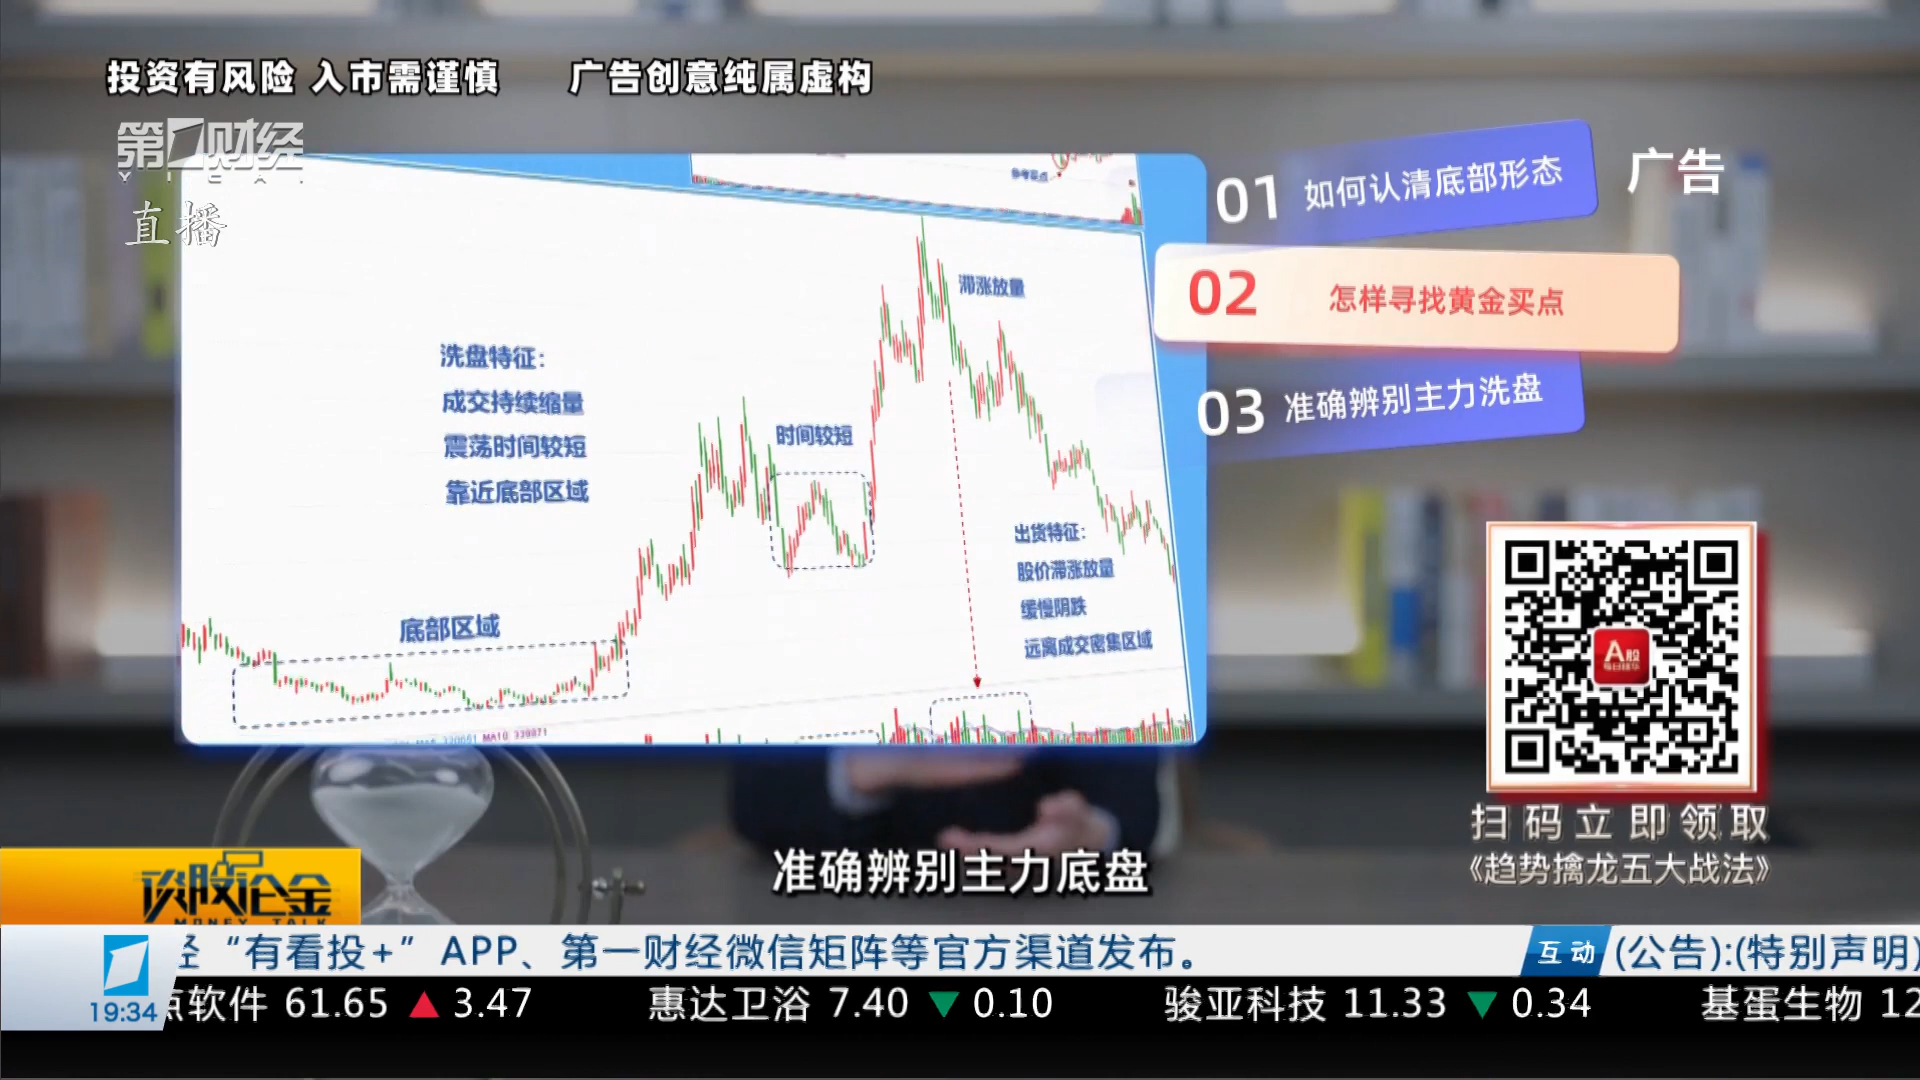 投资有风险 入市需谨慎 广告创意纯属虚构
第一财经
YICAI
直播
广告
01 如何认清底部形态
02 怎样寻找黄金买点
03 准确辨别主力洗盘
滞涨放量
洗盘特征：
成交持续缩量
震荡时间较短
靠近底部区域
时间较短
底部区域
出货特征：
股价滞涨放量
缓慢阴跌
远离成交密集区域
MA10 339871
A股
扫码立即领取
《趋势擒龙五大战法》
准确辨别主力底盘
谈股论金
MONEY TALK
“有看投+”APP、第一财经微信矩阵等官方渠道发布。
互动 (公告):(特别声明)
19:34
点软件 61.65 ▲ 3.47 惠达卫浴 7.40 ▼ 0.10 骏亚科技 11.33 ▼ 0.34 基蛋生物 12